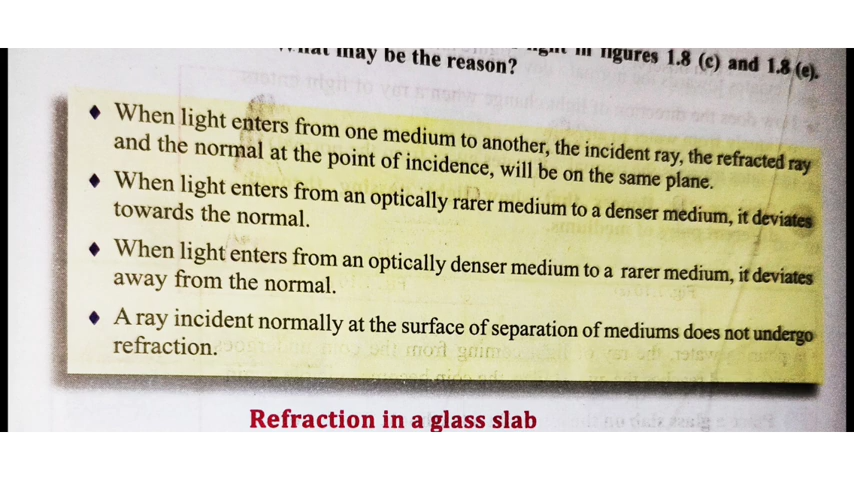 may be the reason?
in figures 1.8 (c) and 1.8 (e).
♦ When light enters from one medium to another, the incident ray, the refracted ray
and the normal at the point of incidence, will be on the same plane.
♦ When light enters from an optically rarer medium to a denser medium, it deviates
towards the normal.
♦ When light enters from an optically denser medium to a rarer medium, it deviates
away from the normal.
♦ A ray incident normally at the surface of separation of mediums does not undergo
refraction.
Refraction in a glass slab